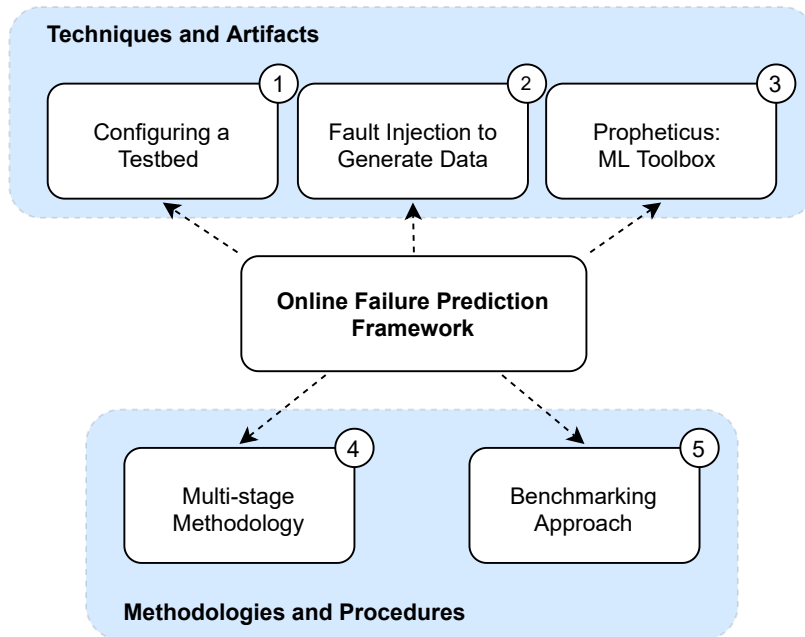 Techniques and Artifacts
1
Configuring a
Testbed
2
Fault Injection to
Generate Data
3
Propheticus:
ML Toolbox
Online Failure Prediction
Framework
4
Multi-stage
Methodology
5
Benchmarking
Approach
Methodologies and Procedures